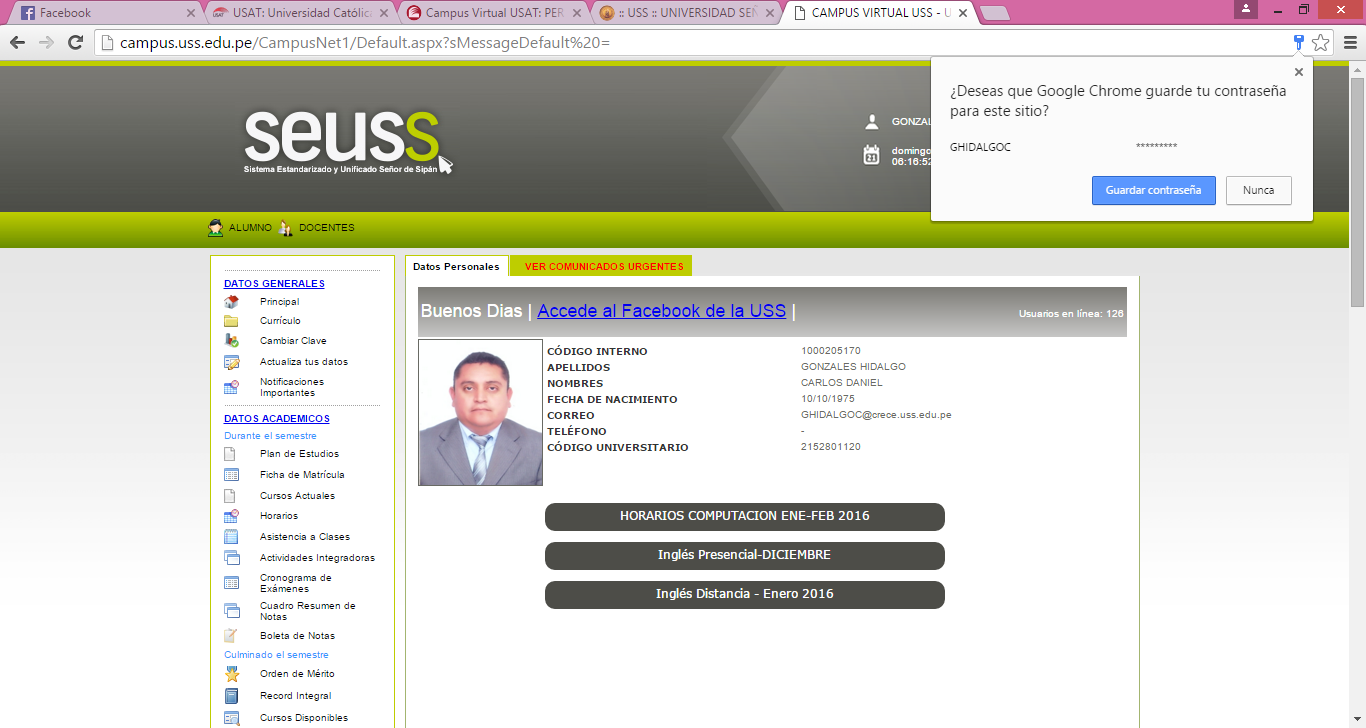 Facebook
USAT: Universidad Católica
Campus Virtual USAT: PER
:: USS :: UNIVERSIDAD SEÑ
CAMPUS VIRTUAL USS - U
campus.uss.edu.pe/CampusNet1/Default.aspx?sMessageDefault%20=
¿Deseas que Google Chrome guarde tu contraseña
para este sitio?
GHIDALGOC *********
Guardar contraseña Nunca
seuss
Sistema Estandarizado y Unificado Señor de Sipán
GONZAL
21
domingo
06:16:52
ALUMNO DOCENTES
DATOS GENERALES
Principal
Currículo
Cambiar Clave
Actualiza tus datos
Notificaciones
Importantes
DATOS ACADEMICOS
Durante el semestre
Plan de Estudios
Ficha de Matrícula
Cursos Actuales
Horarios
Asistencia a Clases
Actividades Integradoras
Cronograma de
Exámenes
Cuadro Resumen de
Notas
Boleta de Notas
Culminado el semestre
Orden de Mérito
Record Integral
Cursos Disponibles
Datos Personales VER COMUNICADOS URGENTES
Buenos Dias | Accede al Facebook de la USS | Usuarios en línea: 126
CÓDIGO INTERNO 1000205170
APELLIDOS GONZALES HIDALGO
NOMBRES CARLOS DANIEL
FECHA DE NACIMIENTO 10/10/1975
CORREO GHIDALGOC@crece.uss.edu.pe
TELÉFONO -
CÓDIGO UNIVERSITARIO 2152801120
HORARIOS COMPUTACION ENE-FEB 2016
Inglés Presencial-DICIEMBRE
Inglés Distancia - Enero 2016